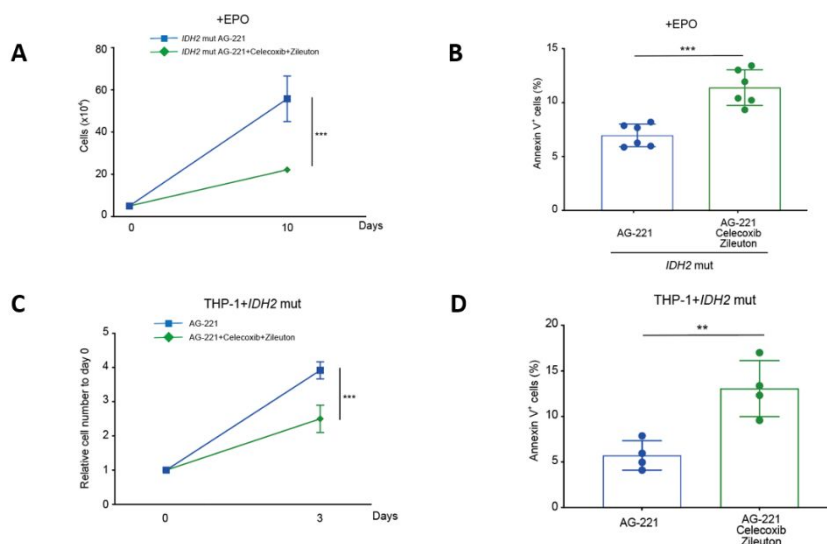 A
+EPO
IDH2 mut AG-221
IDH2 mut AG-221+Celecoxib+Zileuton
Cells (x10⁴)
80
60
40
20
0
***
0
10
Days
B
+EPO
***
Annexin V⁺ cells (%)
15
10
5
0
AG-221
AG-221
Celecoxib
Zileuton
IDH2 mut
C
THP-1+IDH2 mut
AG-221
AG-221+Celecoxib+Zileuton
Relative cell number to day 0
5
4
3
2
1
0
***
0
3
Days
D
THP-1+IDH2 mut
**
Annexin V⁺ cells (%)
20
15
10
5
0
AG-221
AG-221
Celecoxib
Zileuton